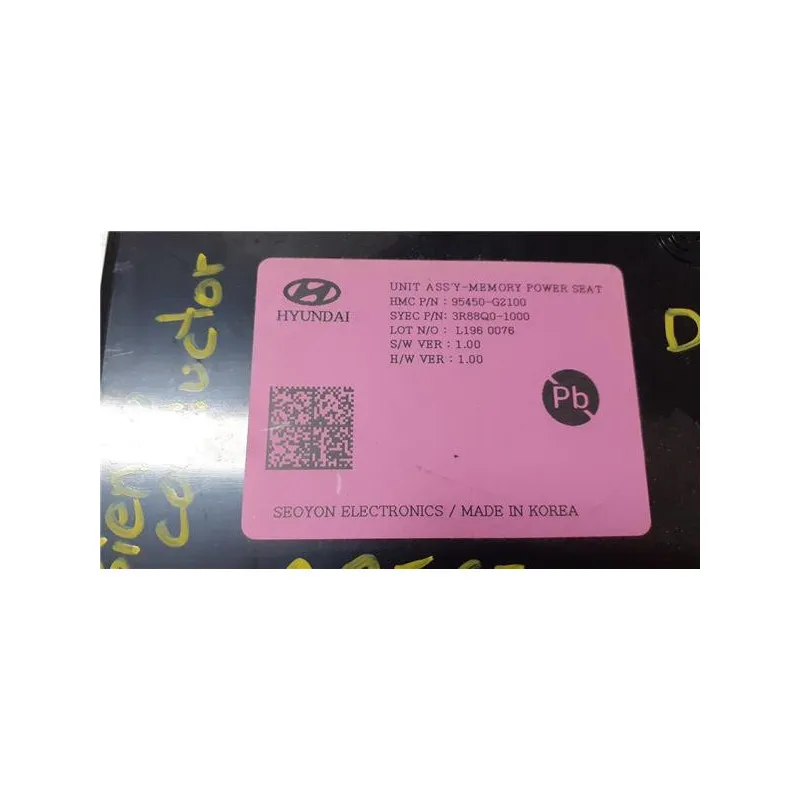 HYUNDAI
UNIT ASS'Y-MEMORY POWER SEAT
HMC P/N : 95450-G2100
SYEC P/N: 3R88Q0-1000
LOT N/O : L196 0076
S/W VER : 1.00
H/W VER : 1.00
Pb
SEOYON ELECTRONICS / MADE IN KOREA
D